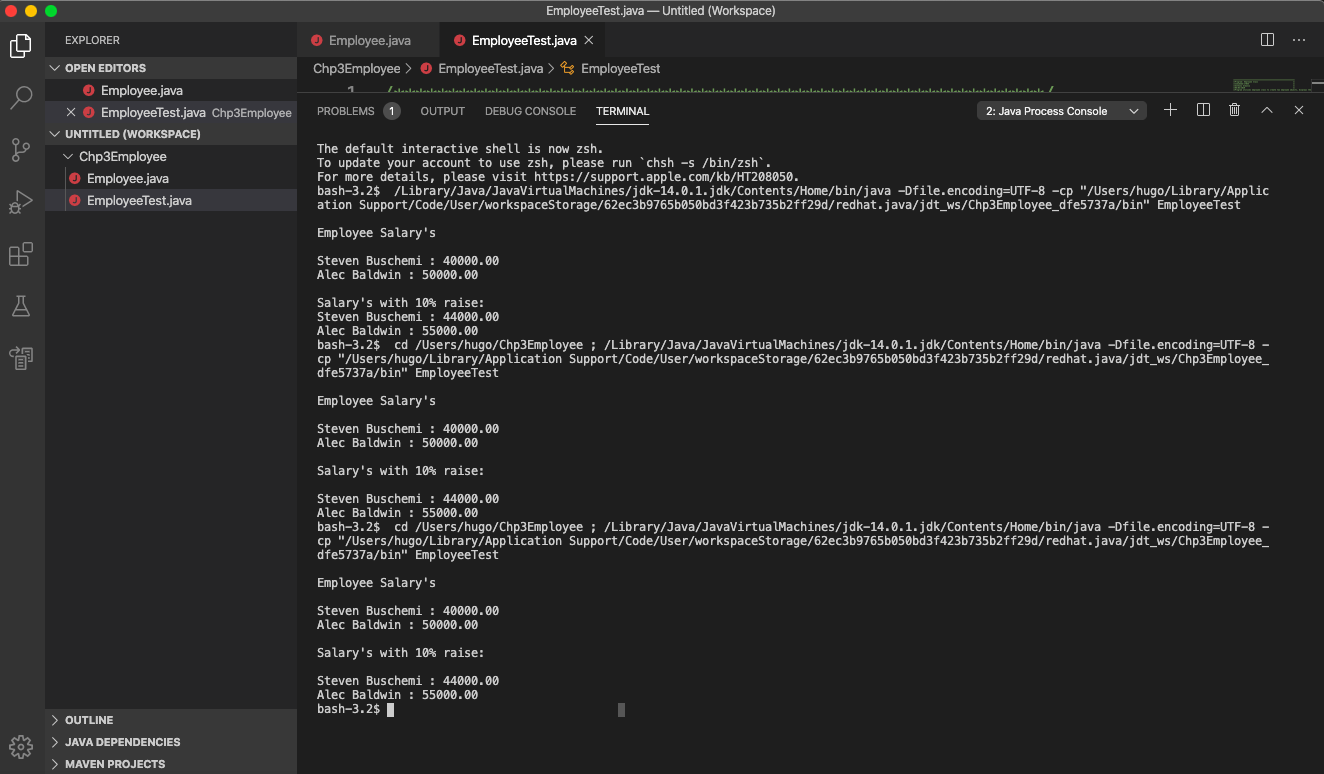 EmployeeTest.java — Untitled (Workspace)
EXPLORER
OPEN EDITORS
Employee.java
EmployeeTest.java Chp3Employee
UNTITLED (WORKSPACE)
Chp3Employee
Employee.java
EmployeeTest.java
OUTLINE
JAVA DEPENDENCIES
MAVEN PROJECTS
Employee.java
EmployeeTest.java
Chp3Employee > EmployeeTest.java > EmployeeTest
1
PROBLEMS 1 OUTPUT DEBUG CONSOLE TERMINAL
2: Java Process Console
The default interactive shell is now zsh.
To update your account to use zsh, please run `chsh -s /bin/zsh`.
For more details, please visit https://support.apple.com/kb/HT208050.
bash-3.2$  /Library/Java/JavaVirtualMachines/jdk-14.0.1.jdk/Contents/Home/bin/java -Dfile.encoding=UTF-8 -cp "/Users/hugo/Library/Applic
ation Support/Code/User/workspaceStorage/62ec3b9765b050bd3f423b735b2ff29d/redhat.java/jdt_ws/Chp3Employee_dfe5737a/bin" EmployeeTest
Employee Salary's
Steven Buschemi : 40000.00
Alec Baldwin : 50000.00
Salary's with 10% raise:
Steven Buschemi : 44000.00
Alec Baldwin : 55000.00
bash-3.2$  cd /Users/hugo/Chp3Employee ; /Library/Java/JavaVirtualMachines/jdk-14.0.1.jdk/Contents/Home/bin/java -Dfile.encoding=UTF-8 -
cp "/Users/hugo/Library/Application Support/Code/User/workspaceStorage/62ec3b9765b050bd3f423b735b2ff29d/redhat.java/jdt_ws/Chp3Employee_
dfe5737a/bin" EmployeeTest
Employee Salary's
Steven Buschemi : 40000.00
Alec Baldwin : 50000.00
Salary's with 10% raise:
Steven Buschemi : 44000.00
Alec Baldwin : 55000.00
bash-3.2$  cd /Users/hugo/Chp3Employee ; /Library/Java/JavaVirtualMachines/jdk-14.0.1.jdk/Contents/Home/bin/java -Dfile.encoding=UTF-8 -
cp "/Users/hugo/Library/Application Support/Code/User/workspaceStorage/62ec3b9765b050bd3f423b735b2ff29d/redhat.java/jdt_ws/Chp3Employee_
dfe5737a/bin" EmployeeTest
Employee Salary's
Steven Buschemi : 40000.00
Alec Baldwin : 50000.00
Salary's with 10% raise:
Steven Buschemi : 44000.00
Alec Baldwin : 55000.00
bash-3.2$